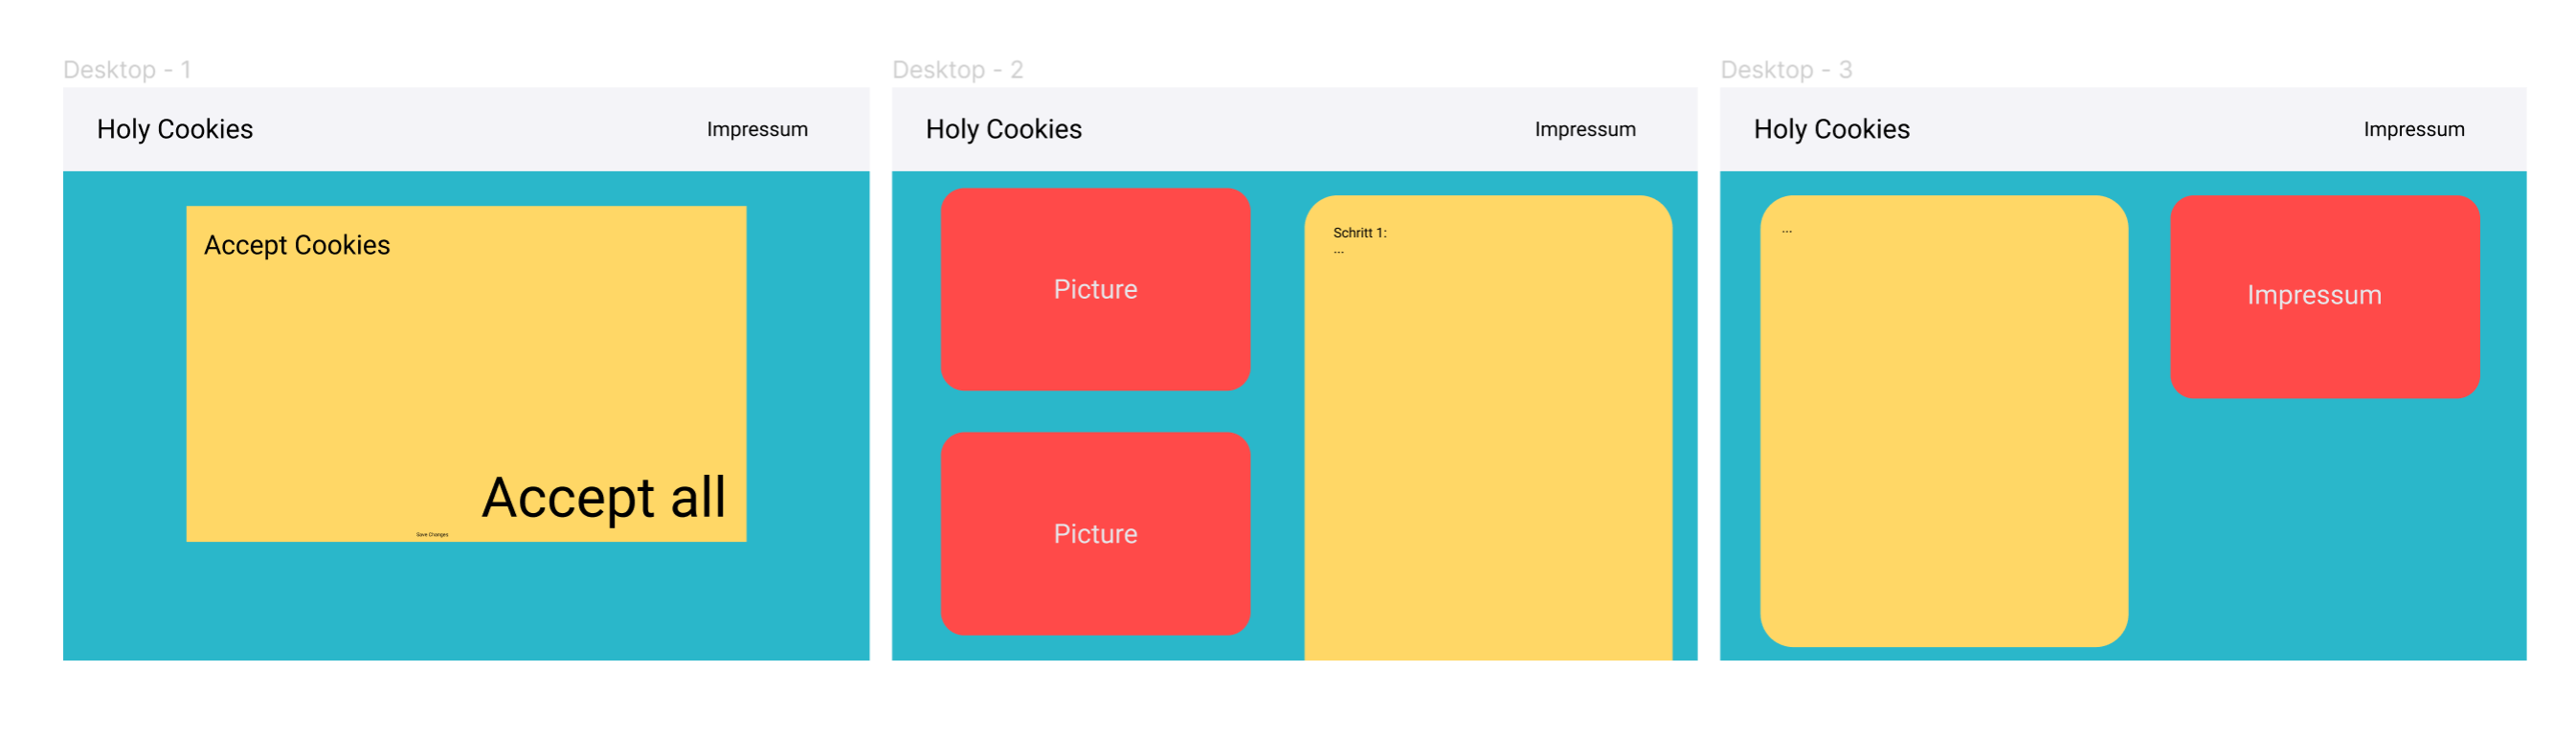 Desktop - 1
Holy Cookies
Impressum
Accept Cookies
Accept all
Save Changes
Desktop - 2
Holy Cookies
Impressum
Picture
Picture
Schritt 1:
...
Desktop - 3
Holy Cookies
Impressum
...
Impressum